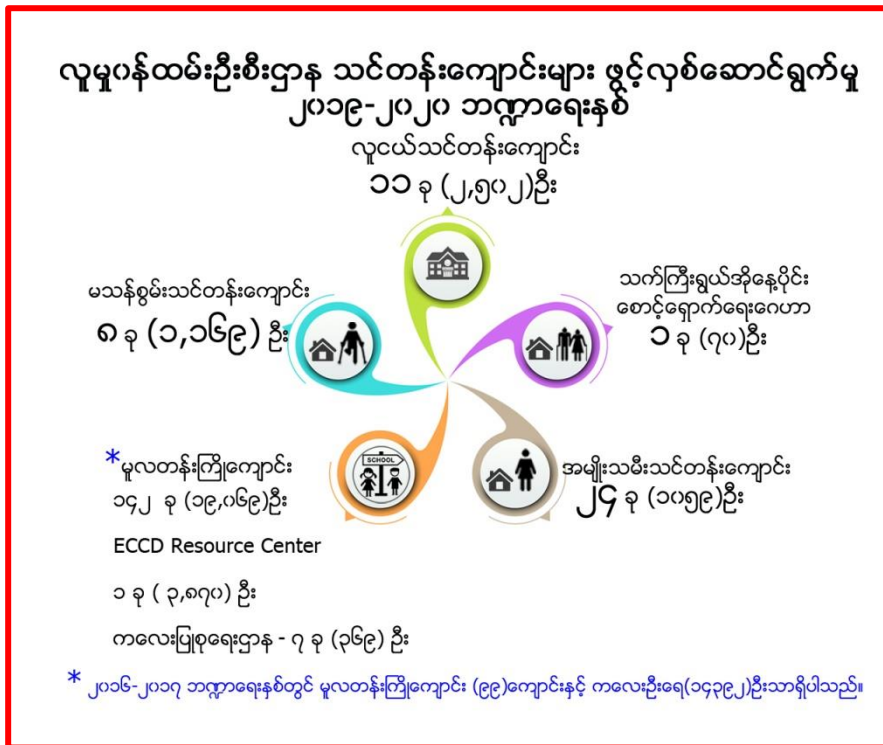 လူမှုဝန်ထမ်းဦးစီးဌာန သင်တန်းကျောင်းများ ဖွင့်လှစ်ဆောင်ရွက်မှု
၂၀၁၉-၂၀၂၀ ဘဏ္ဍာရေးနှစ်
လူငယ်သင်တန်းကျောင်း
၁၁ ခု (၂,၅၀၂)ဦး
မသန်စွမ်းသင်တန်းကျောင်း
၈ ခု (၁,၁၆၉) ဦး
သက်ကြီးရွယ်အိုနေ့ပိုင်း
စောင့်ရှောက်ရေးဂေဟာ
၁ ခု (၇၀)ဦး
*မူလတန်းကြိုကျောင်း
၁၄၂ ခု (၁၉,၀၆၉)ဦး
SCHOOL
အမျိုးသမီးသင်တန်းကျောင်း
၂၄ ခု (၁၀၅၉)ဦး
ECCD Resource Center
၁ ခု ( ၃,၈၇၀) ဦး
ကလေးပြုစုရေးဌာန - ၇ ခု (၃၆၉) ဦး
* ၂၀၁၆-၂၀၁၇ ဘဏ္ဍာရေးနှစ်တွင် မူလတန်းကြိုကျောင်း (၉၉)ကျောင်းနှင့် ကလေးဦးရေ(၁၄၃၉၂)ဦးသာရှိပါသည်။